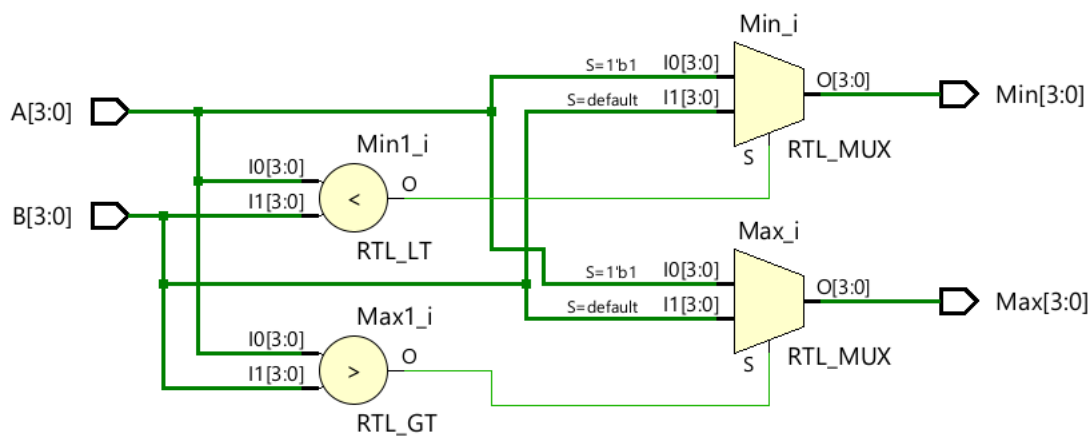 Min_i
S=1'b1
I0[3:0]
O[3:0]
Min[3:0]
A[3:0]
S=default
I1[3:0]
Min1_i
S
RTL_MUX
I0[3:0]
O
B[3:0]
I1[3:0]
<
RTL_LT
Max_i
S=1'b1
I0[3:0]
O[3:0]
Max[3:0]
S=default
I1[3:0]
Max1_i
S
RTL_MUX
I0[3:0]
O
I1[3:0]
>
RTL_GT